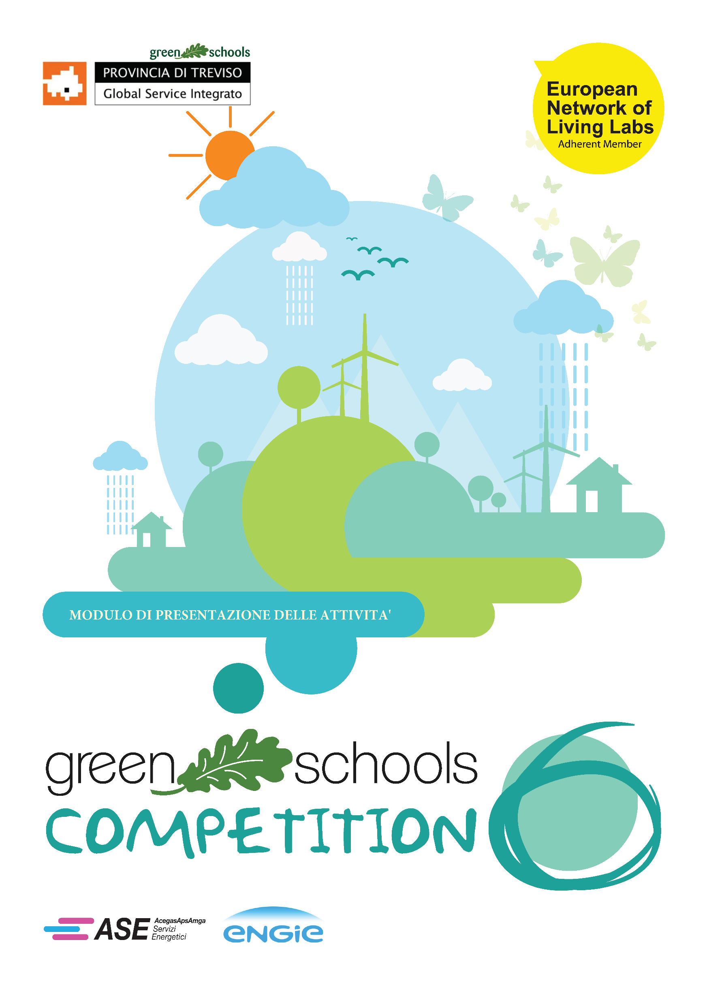 green schools
PROVINCIA DI TREVISO
Global Service Integrato
European
Network of
Living Labs
Adherent Member
MODULO DI PRESENTAZIONE DELLE ATTIVITA'
green schools
COMPETITION 6
ASE AcegasApsAmga
Servizi
Energetici
ENGIE